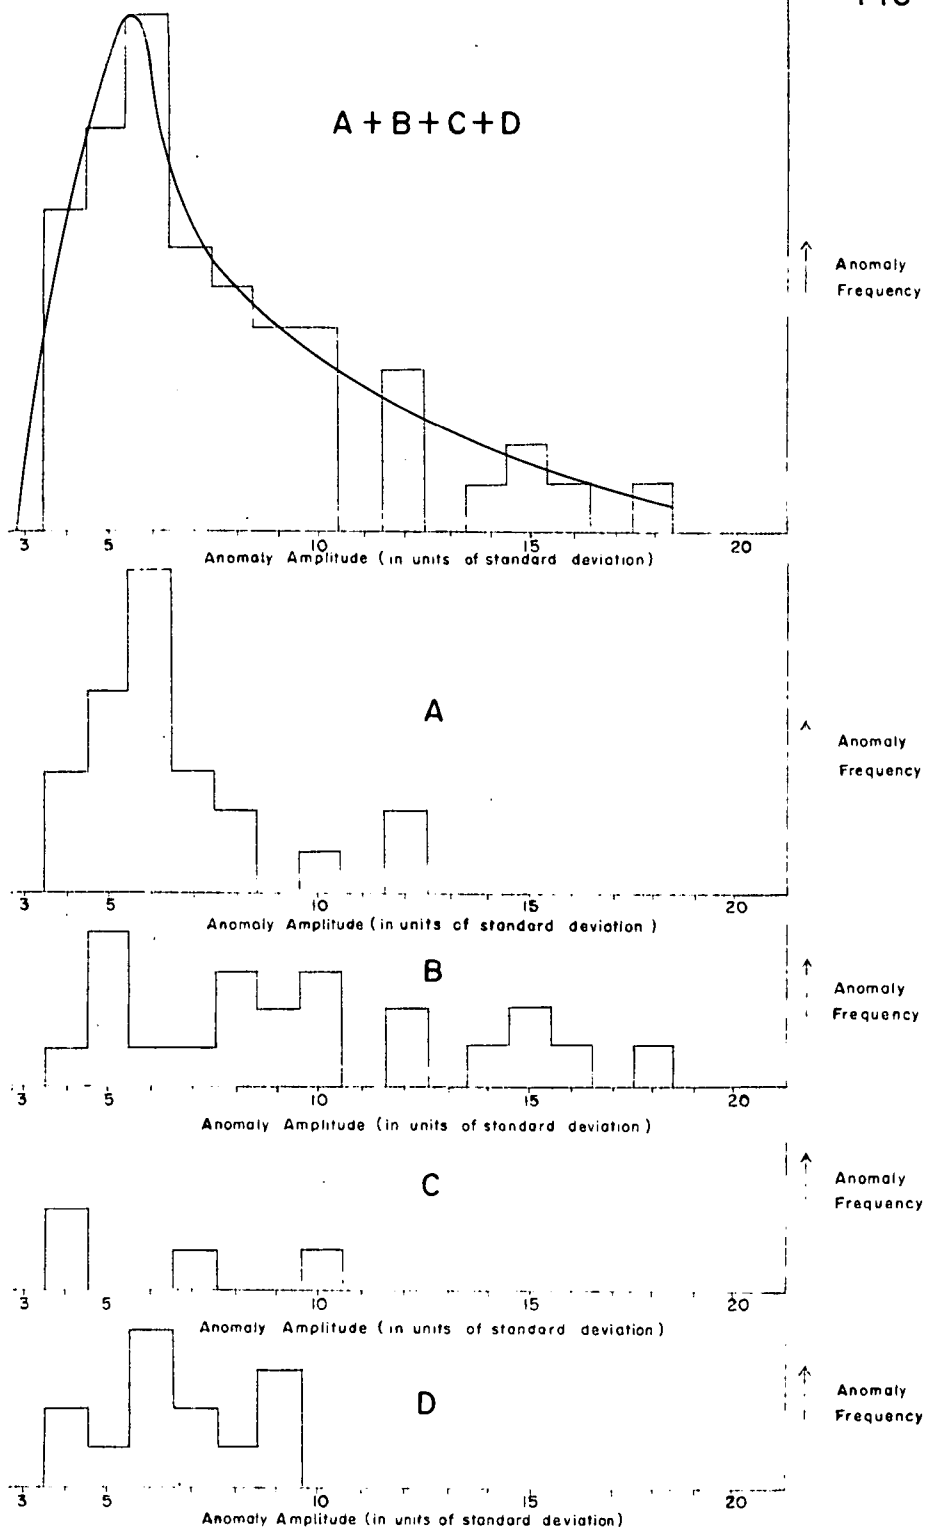 A + B + C + D
Anomaly
Frequency
3 5 10 15 20
Anomaly Amplitude (in units of standard deviation)
A
Anomaly
Frequency
3 5 10 15 20
Anomaly Amplitude (in units of standard deviation)
B
Anomaly
Frequency
3 5 10 15 20
Anomaly Amplitude (in units of standard deviation)
C
Anomaly
Frequency
3 5 10 15 20
Anomaly Amplitude (in units of standard deviation)
D
Anomaly
Frequency
3 5 10 15 20
Anomaly Amplitude (in units of standard deviation)